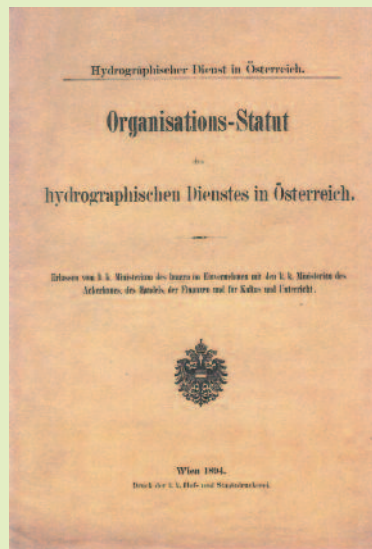 Hydrographischer Dienst in Österreich.
Organisations-Statut
des
hydrographischen Dienstes in Österreich.
Erlassen vom k. k. Ministerium des Innern im Einvernehmen mit den k. k. Ministerien des
Ackerbaues, des Handels, der Finanzen und für Kultus und Unterricht.
Wien 1894.
Druck der k. k. Hof- und Staatsdruckerei.